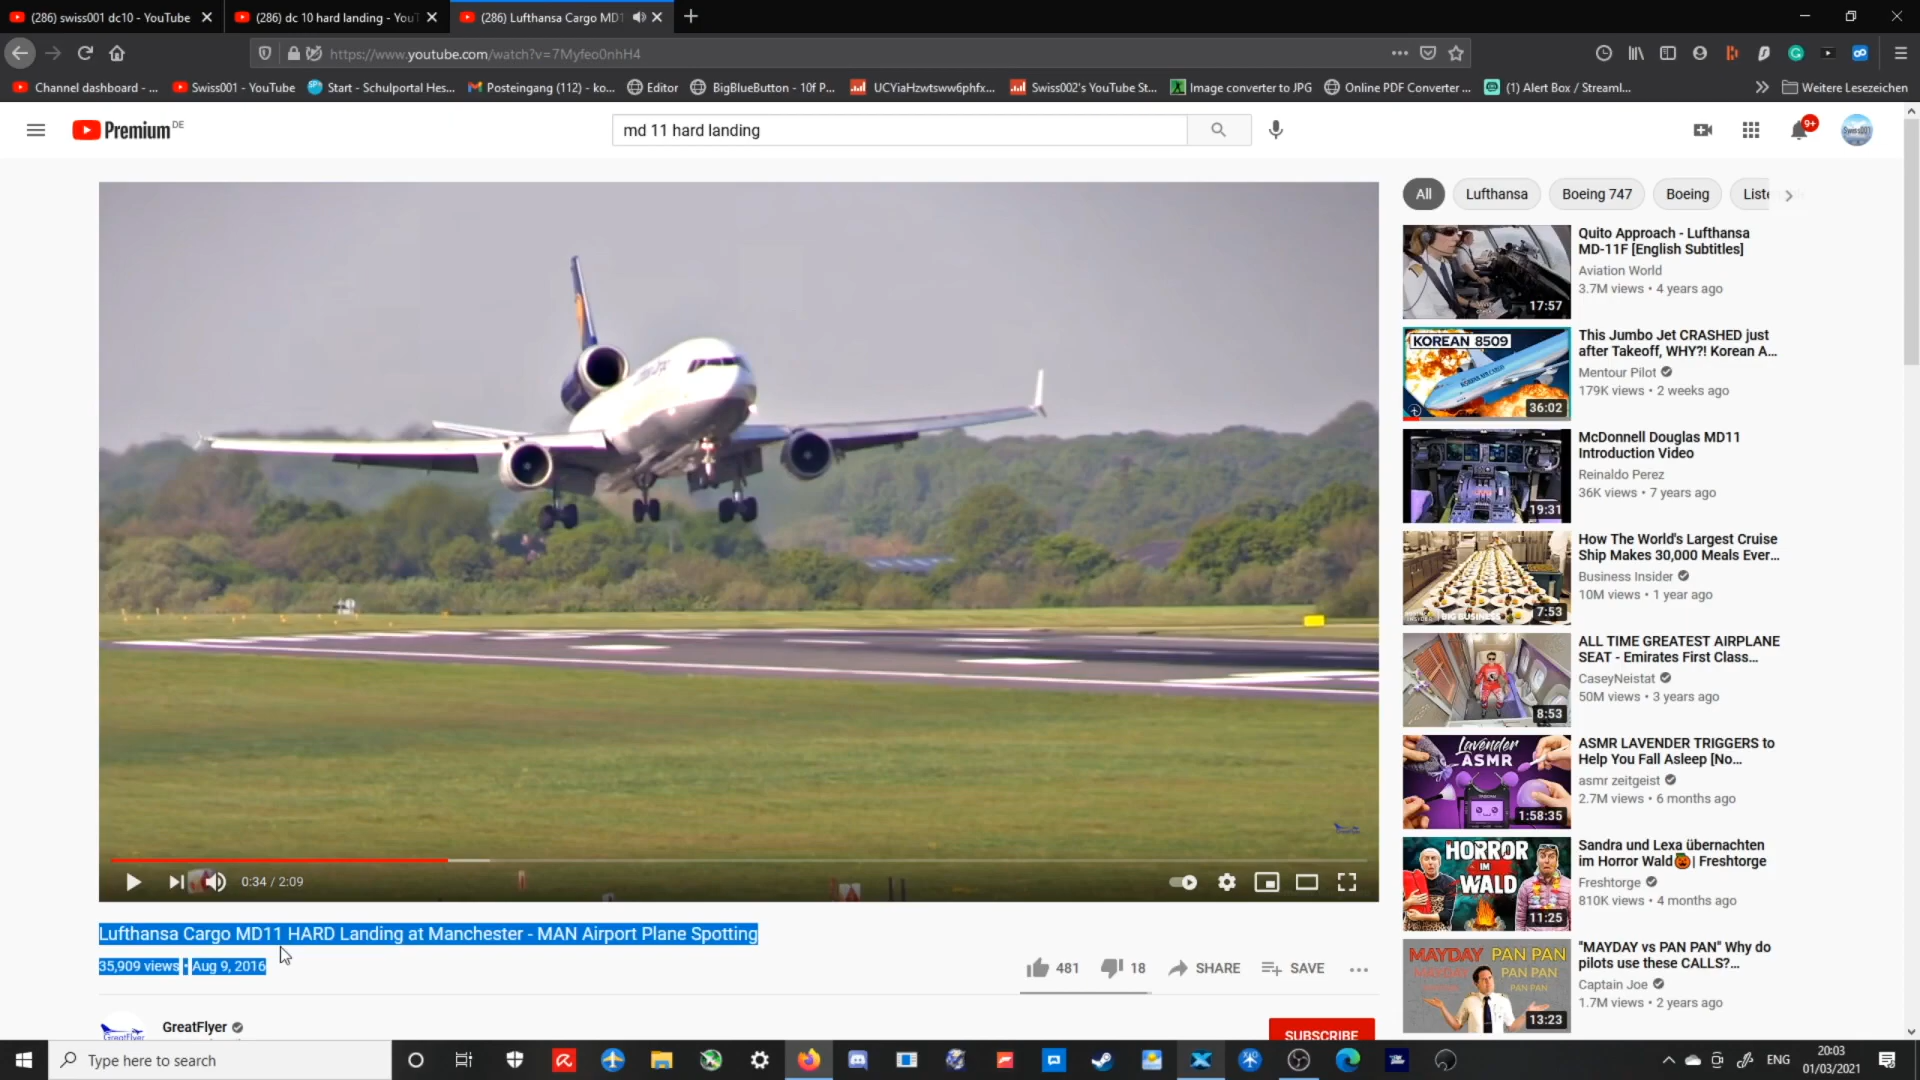 (286) swiss001 dc10 - YouTube
(286) dc 10 hard landing - You
(286) Lufthansa Cargo MD1
https://www.youtube.com/watch?v=7Myfeo0nhH4
Channel dashboard - ...
Swiss001 - YouTube
Start - Schulportal Hes...
Posteingang (112) - ko...
Editor
BigBlueButton - 10f P...
UCYiaHzwtsww6phfx...
Swiss002's YouTube St...
Image converter to JPG
Online PDF Converter ...
(1) Alert Box / Streaml...
Weitere Lesezeichen
Premium DE
md 11 hard landing
9+
All
Lufthansa
Boeing 747
Boeing
Liste
Quito Approach - Lufthansa
MD-11F [English Subtitles]
Aviation World
3.7M views • 4 years ago
17:57
KOREAN 8509
36:02
This Jumbo Jet CRASHED just
after Takeoff, WHY?! Korean A...
Mentour Pilot
179K views • 2 weeks ago
McDonnell Douglas MD11
Introduction Video
Reinaldo Perez
36K views • 7 years ago
19:31
How The World's Largest Cruise
Ship Makes 30,000 Meals Ever...
Business Insider
10M views • 1 year ago
BIG BUSINESS
7:53
ALL TIME GREATEST AIRPLANE
SEAT - Emirates First Class...
CaseyNeistat
50M views • 3 years ago
8:53
Lavender
ASMR
1:58:35
ASMR LAVENDER TRIGGERS to
Help You Fall Asleep [No...
asmr zeitgeist
2.7M views • 6 months ago
HORROR
IM
WALD
11:25
Sandra und Lexa übernachten
im Horror Wald🎃| Freshtorge
Freshtorge
810K views • 4 months ago
MAYDAY PAN PAN
MAYDAY PAN PAN
PAN PAN
13:23
"MAYDAY vs PAN PAN" Why do
pilots use these CALLS?...
Captain Joe
1.7M views • 2 years ago
0:34 / 2:09
Lufthansa Cargo MD11 HARD Landing at Manchester - MAN Airport Plane Spotting
35,909 views • Aug 9, 2016
481
18
SHARE
SAVE
GreatFlyer
GreatFlyer
SUBSCRIBE
Type here to search
ENG
20:03
01/03/2021